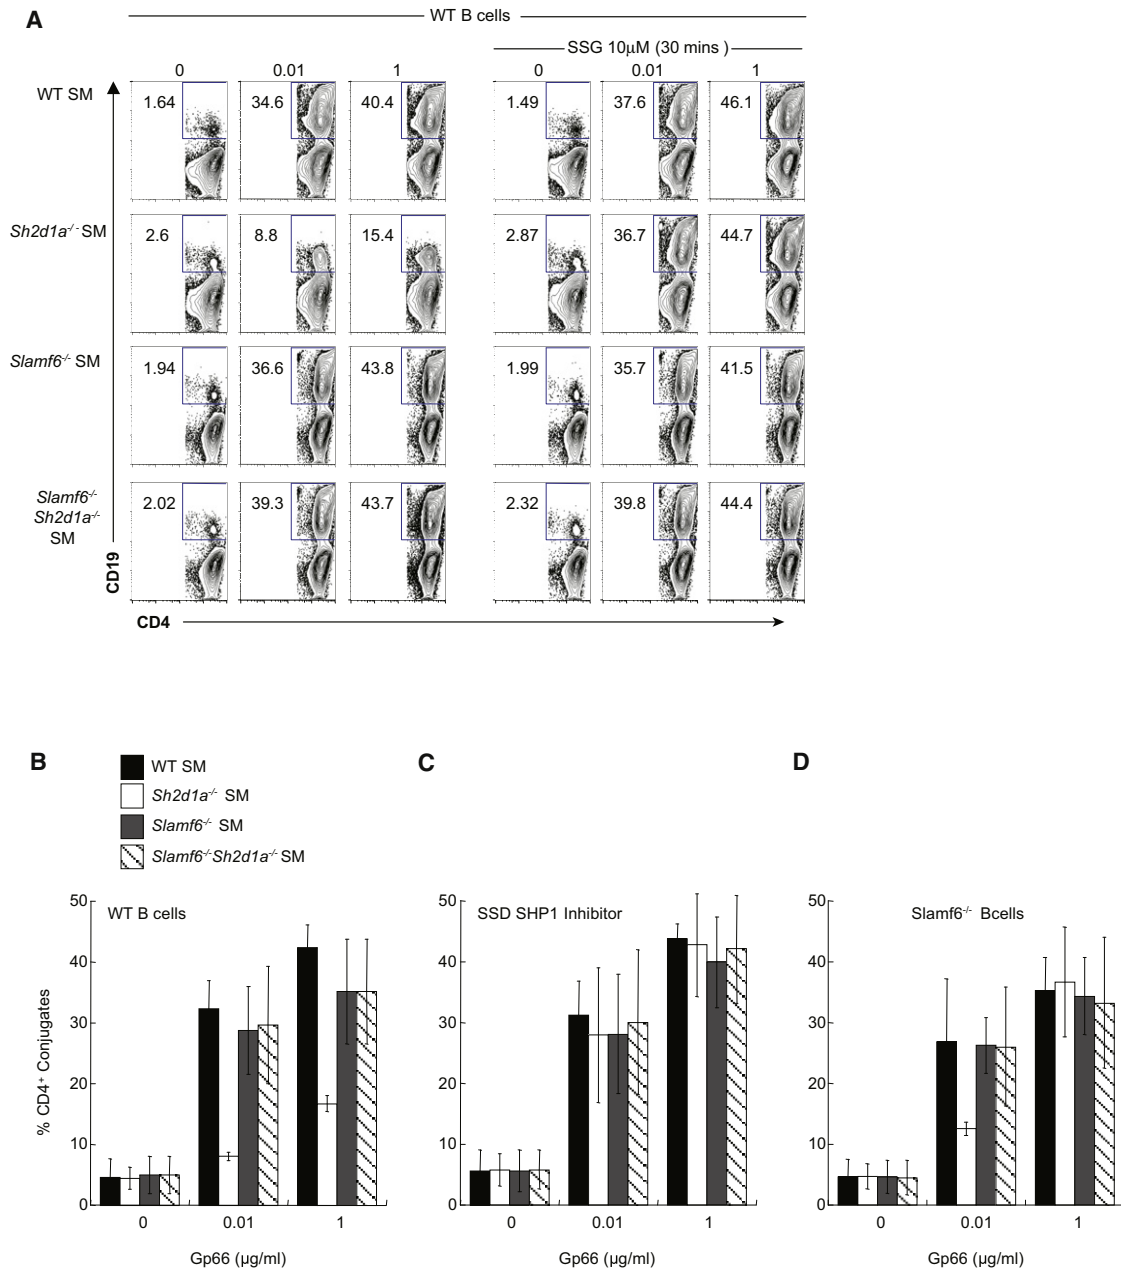 A
WT B cells
SSG 10µM (30 mins )
0 0.01 1 0 0.01 1
WT SM
1.64 34.6 40.4 1.49 37.6 46.1
Sh2d1a-/- SM
2.6 8.8 15.4 2.87 36.7 44.7
Slamf6-/- SM
1.94 36.6 43.8 1.99 35.7 41.5
Slamf6-/-
Sh2d1a-/-
SM
2.02 39.3 43.7 2.32 39.8 44.4
CD19
CD4
B
WT SM
Sh2d1a-/- SM
Slamf6-/- SM
Slamf6-/-Sh2d1a-/- SM
WT B cells
% CD4+ Conjugates
50
40
30
20
10
0
0 0.01 1
Gp66 (µg/ml)
C
SSD SHP1 Inhibitor
50
40
30
20
10
0
0 0.01 1
Gp66 (µg/ml)
D
Slamf6-/- Bcells
50
40
30
20
10
0
0 0.01 1
Gp66 (µg/ml)